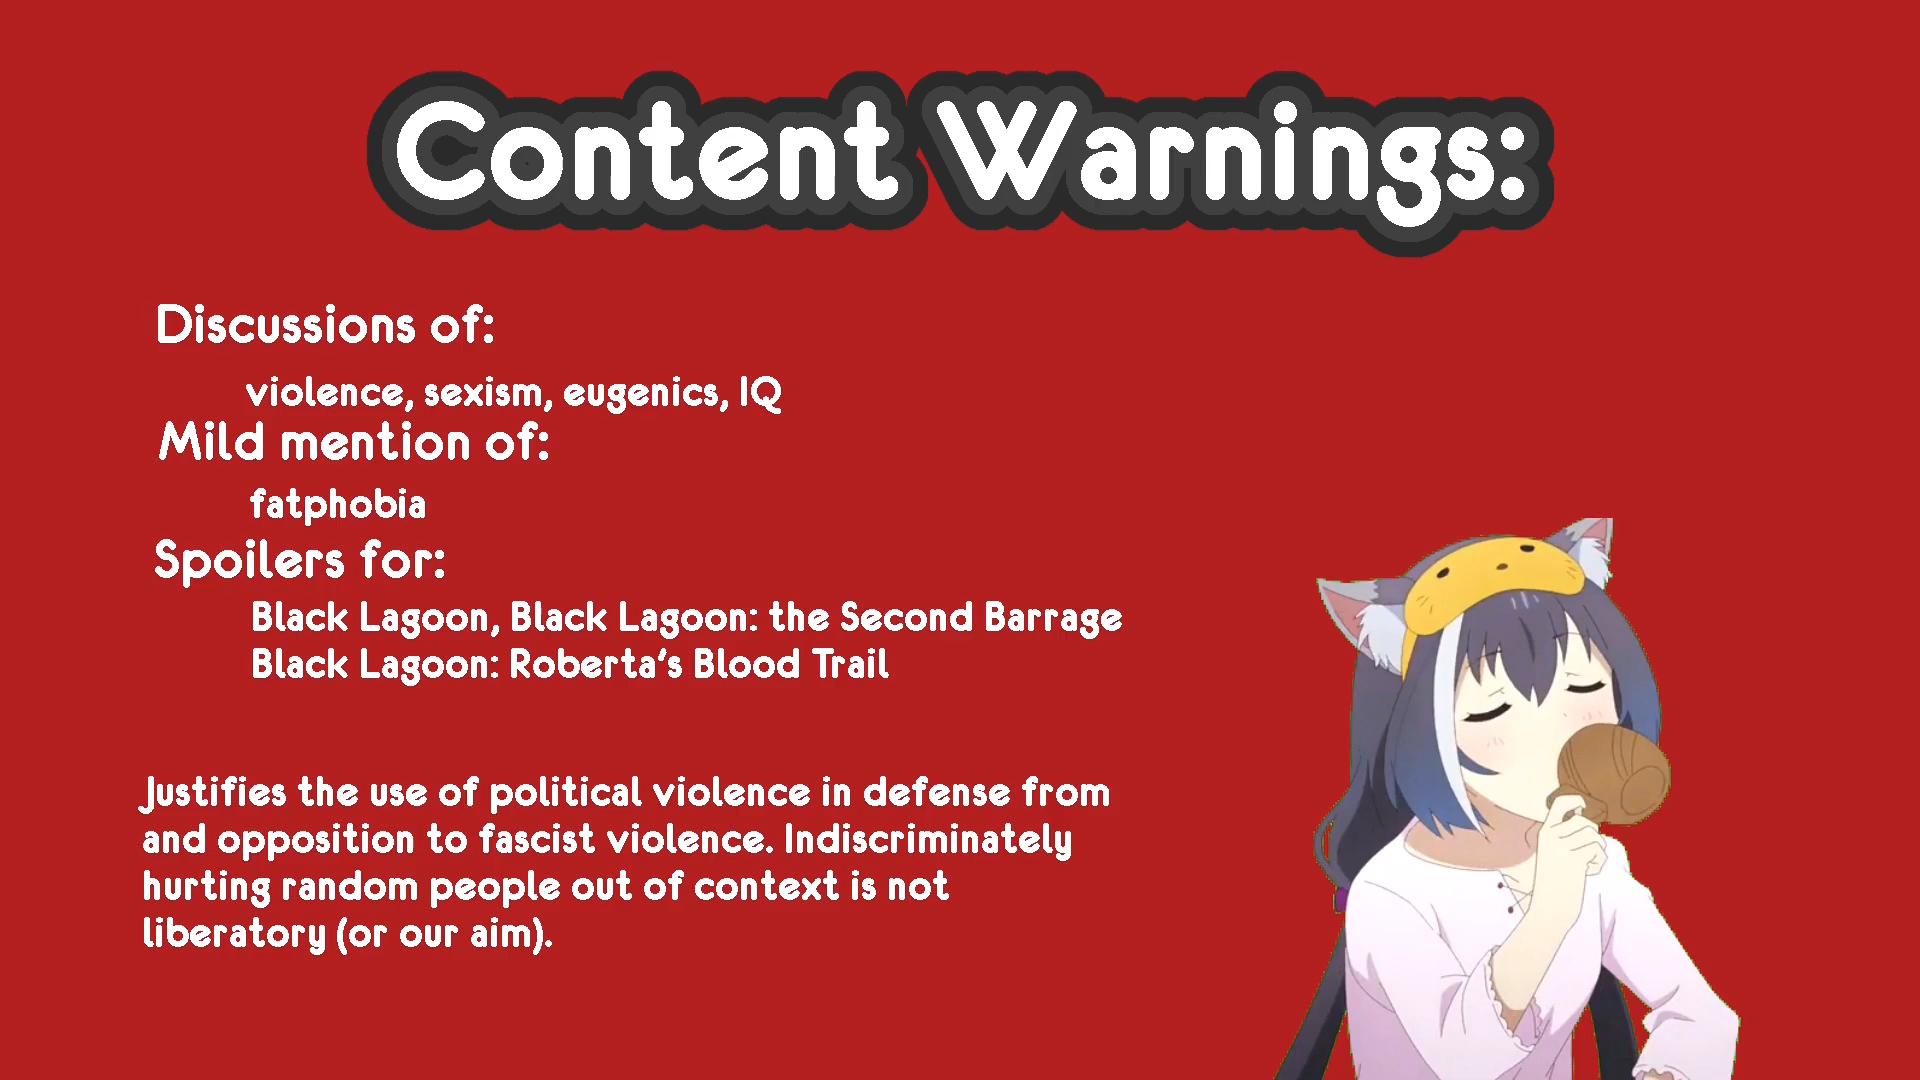 Content Warnings:
Discussions of:
violence, sexism, eugenics, IQ
Mild mention of:
fatphobia
Spoilers for:
Black Lagoon, Black Lagoon: the Second Barrage
Black Lagoon: Roberta's Blood Trail
Justifies the use of political violence in defense from
and opposition to fascist violence. Indiscriminately
hurting random people out of context is not
liberatory (or our aim).